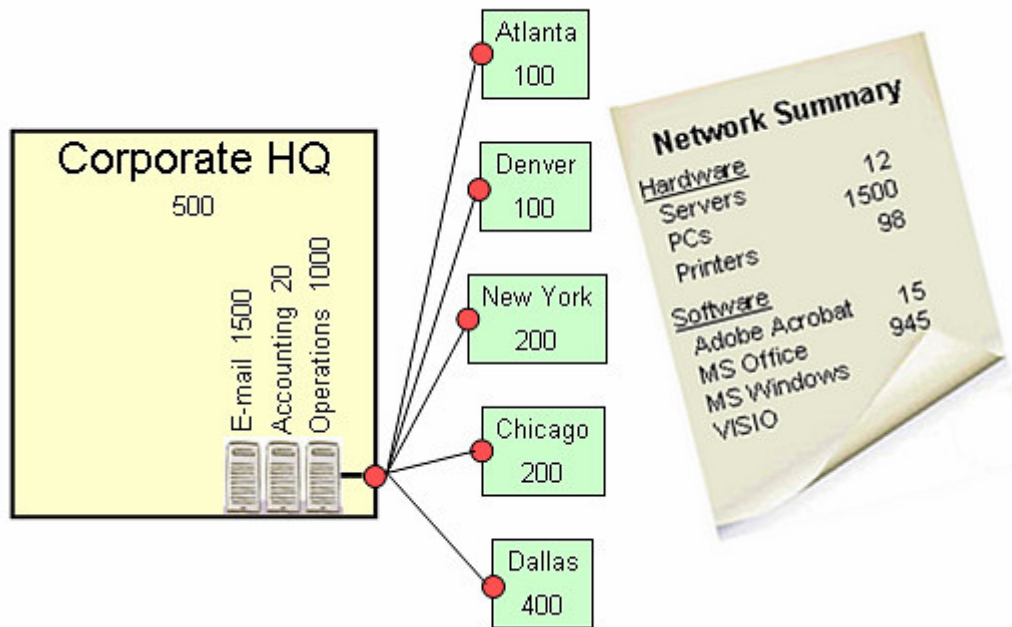 Corporate HQ
500
E-mail 1500
Accounting 20
Operations 1000
Atlanta
100
Denver
100
New York
200
Chicago
200
Dallas
400
Network Summary
Hardware
Servers 12
PCs 1500
Printers 98
Software
Adobe Acrobat 15
MS Office 945
MS Windows
VISIO